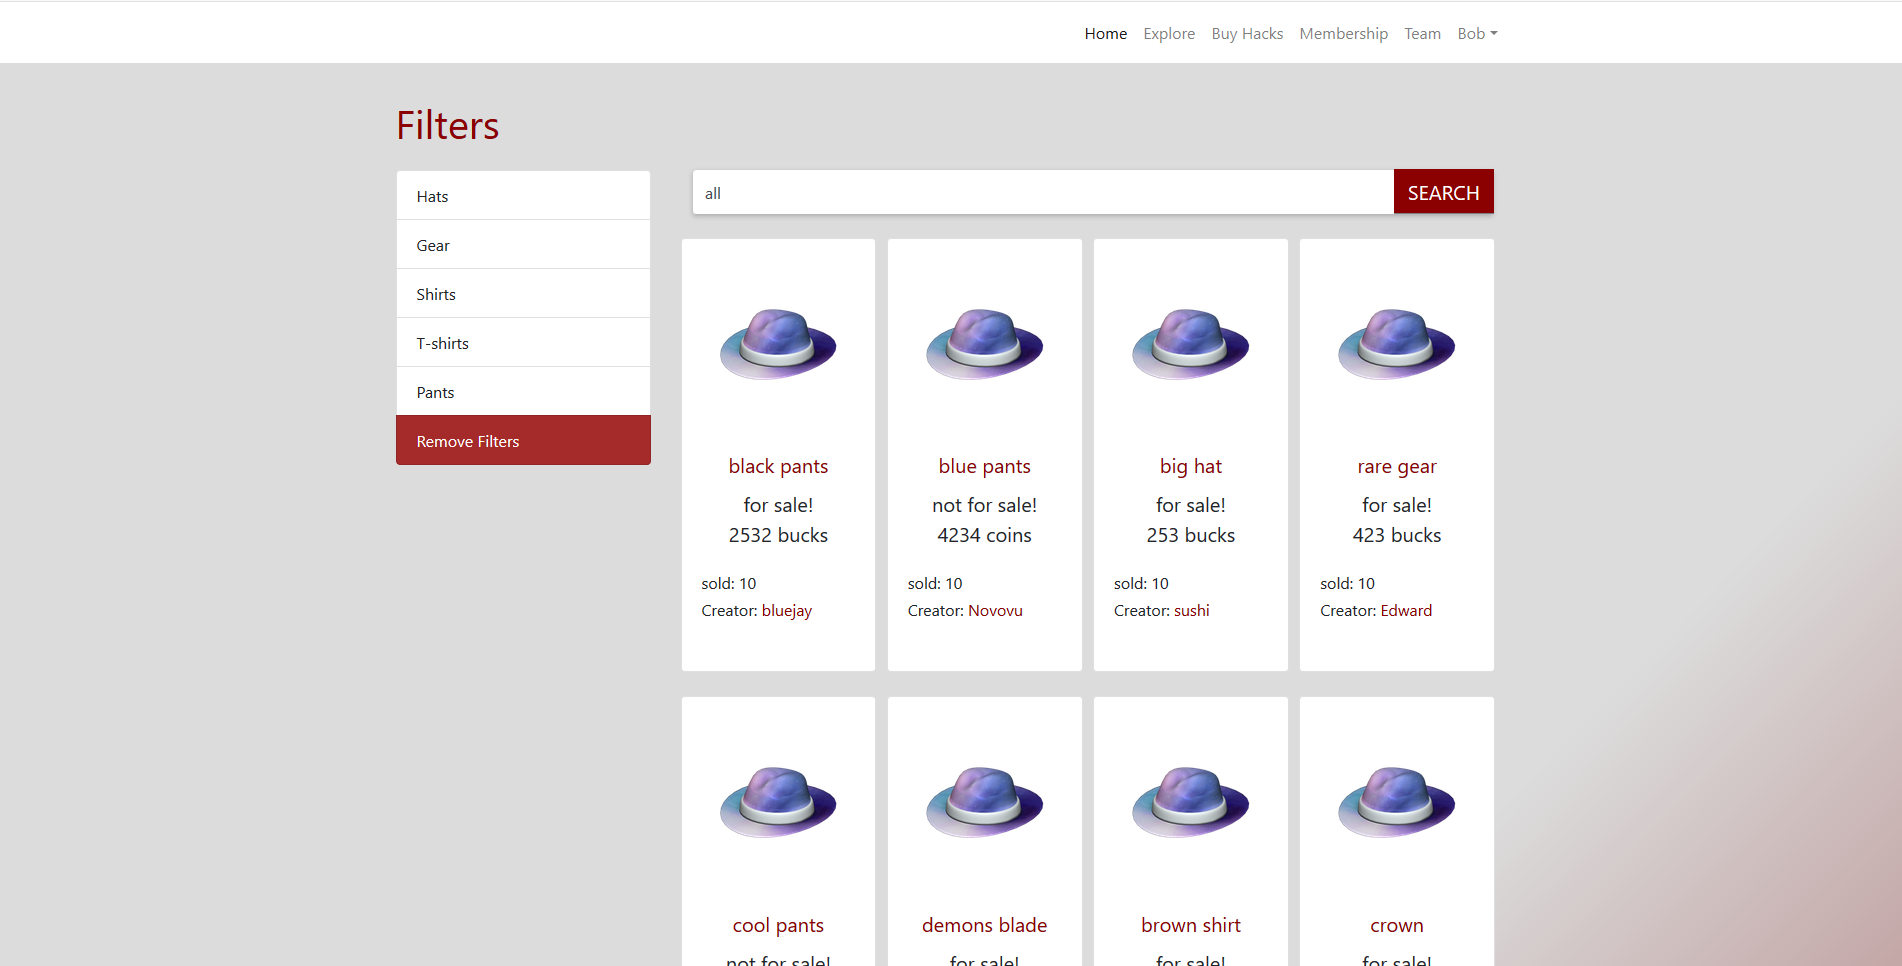 Home Explore Buy Hacks Membership Team Bob
Filters
Hats
Gear
Shirts
T-shirts
Pants
Remove Filters
all
SEARCH
black pants
for sale!
2532 bucks
sold: 10
Creator: bluejay
blue pants
not for sale!
4234 coins
sold: 10
Creator: Novovu
big hat
for sale!
253 bucks
sold: 10
Creator: sushi
rare gear
for sale!
423 bucks
sold: 10
Creator: Edward
cool pants
not for sale!
demons blade
for sale!
brown shirt
for sale!
crown
for sale!